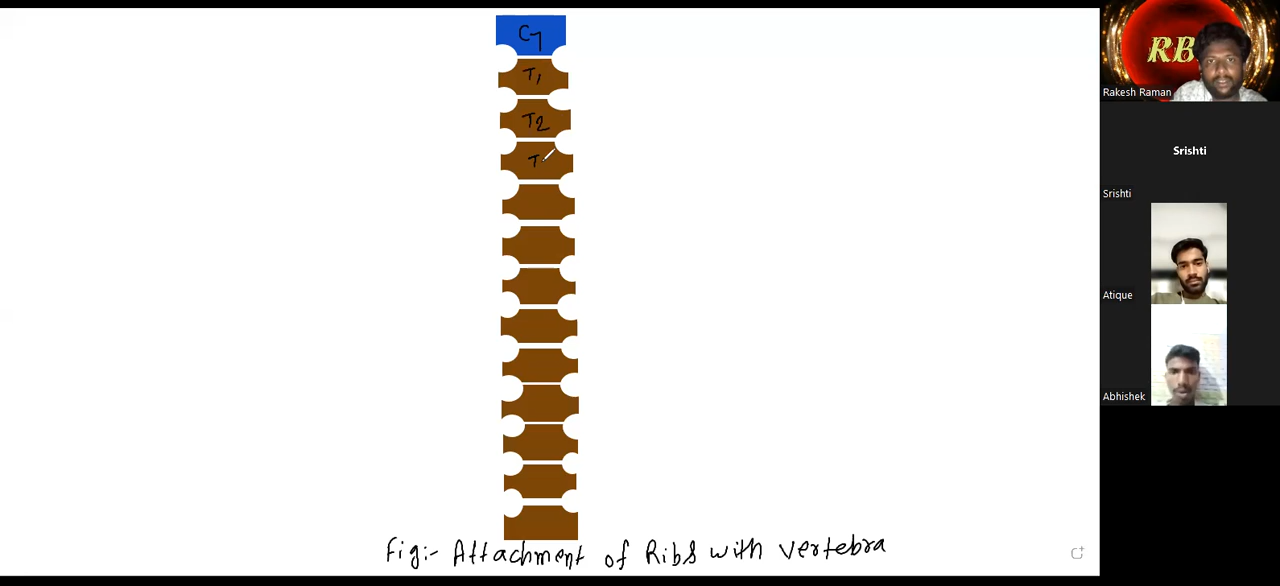 C7
T1
T2
T
Fig:- Attachment of Ribs with vertebra
RB
Rakesh Raman
Srishti
Srishti
Atique
Abhishek